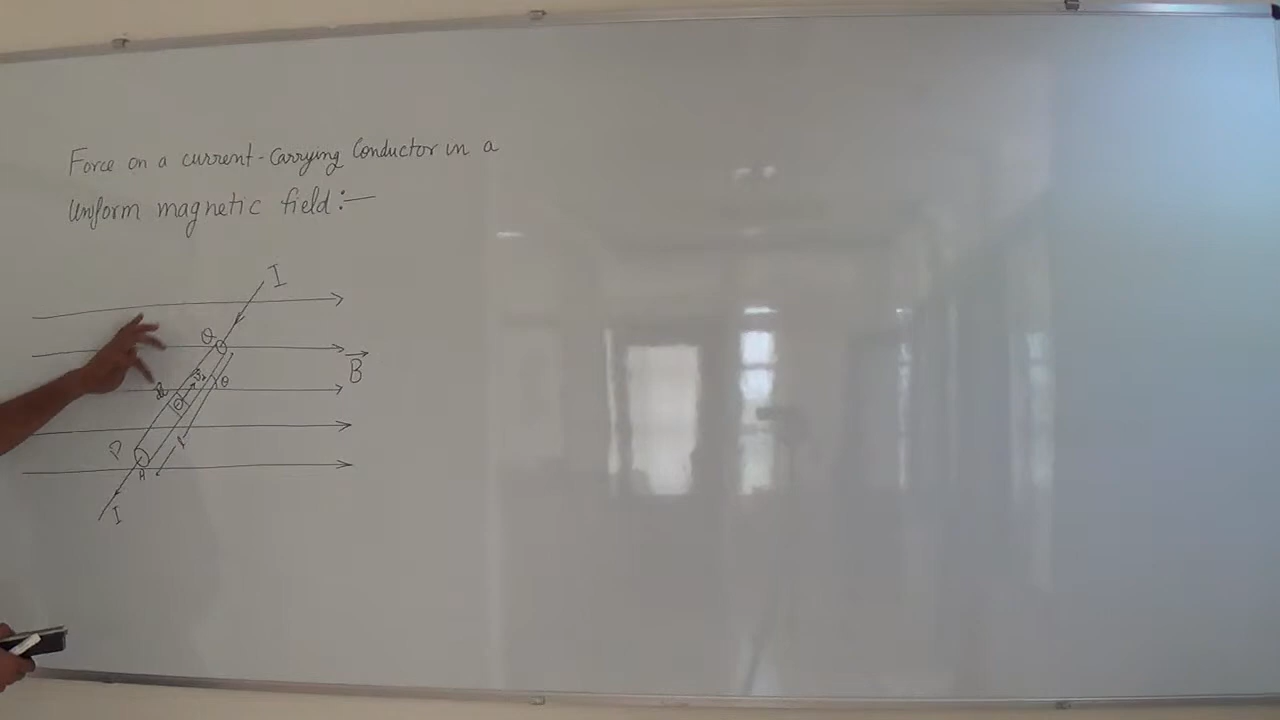 Force on a current-Carrying Conductor in a
Uniform magnetic field:—
I
Q
B
θ
l
P
A
I